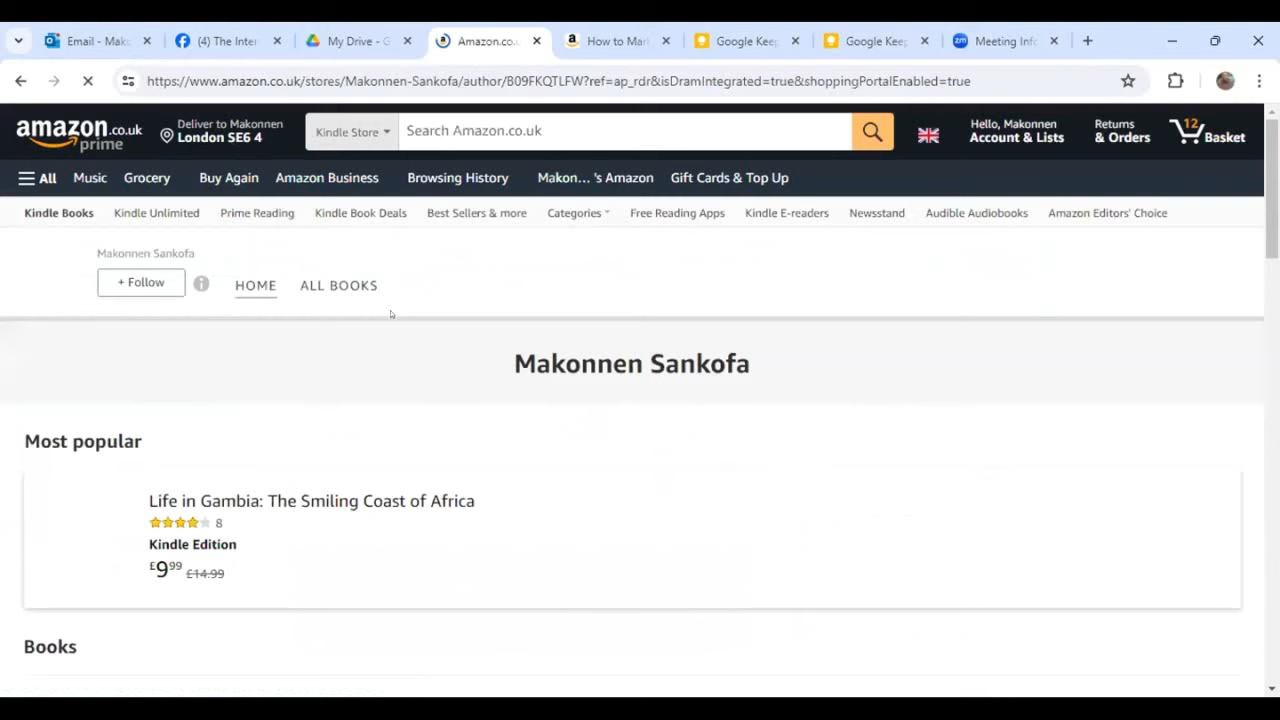 Email - Mako
(4) The Inter
My Drive - G
Amazon.co.
How to Mar
Google Keep
Google Keep
zm Meeting Info
https://www.amazon.co.uk/stores/Makonnen-Sankofa/author/B09FKQTLFW?ref=ap_rdr&isDramIntegrated=true&shoppingPortalEnabled=true
amazon.co.uk
prime
Deliver to Makonnen
London SE6 4
Kindle Store
Search Amazon.co.uk
Hello, Makonnen
Account & Lists
Returns
& Orders
12
Basket
All
Music
Grocery
Buy Again
Amazon Business
Browsing History
Makon... 's Amazon
Gift Cards & Top Up
Kindle Books
Kindle Unlimited
Prime Reading
Kindle Book Deals
Best Sellers & more
Categories
Free Reading Apps
Kindle E-readers
Newsstand
Audible Audiobooks
Amazon Editors' Choice
Makonnen Sankofa
+ Follow
HOME
ALL BOOKS
Makonnen Sankofa
Most popular
Life in Gambia: The Smiling Coast of Africa
8
Kindle Edition
£9.99 £14.99
Books